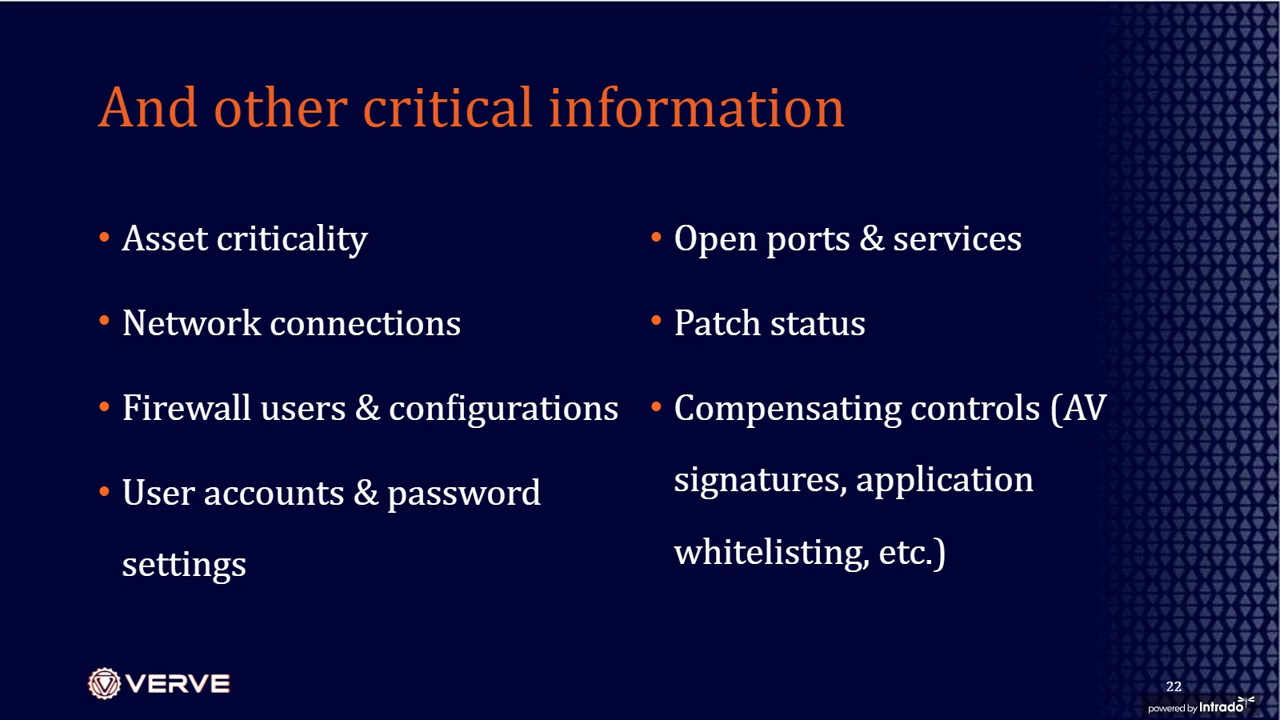 And other critical information
• Asset criticality
• Network connections
• Firewall users & configurations
• User accounts & password
settings
• Open ports & services
• Patch status
• Compensating controls (AV
signatures, application
whitelisting, etc.)
VERVE
22
powered by Intrado